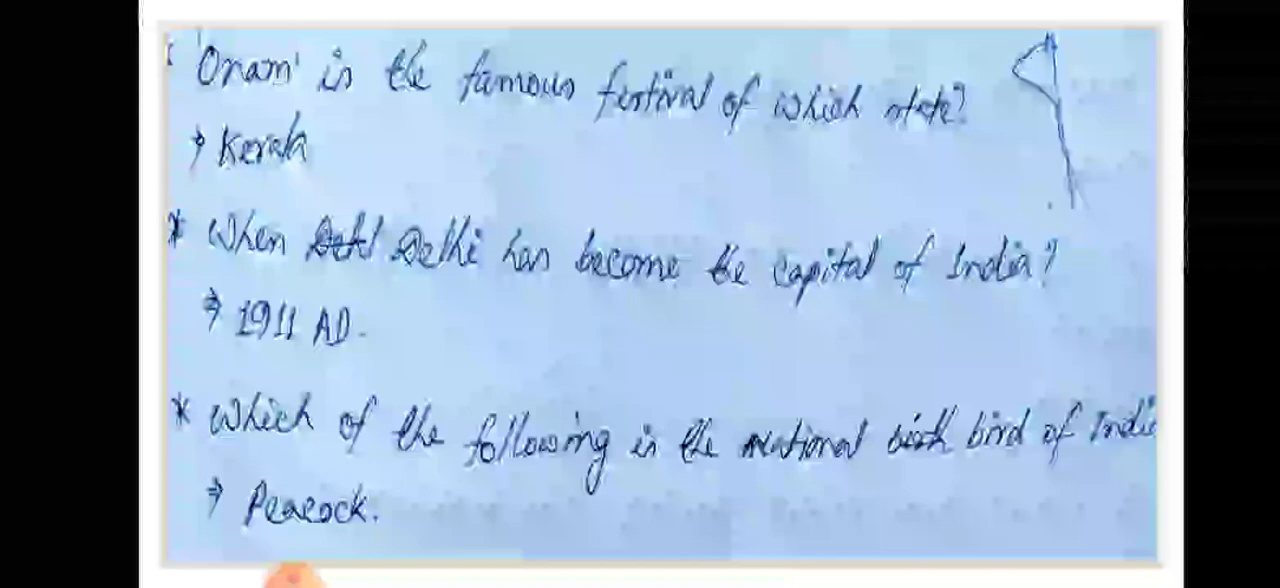 * 'Onam' is the famous festival of which state?
→ Kerala
* When Delhi has become the capital of India?
⇒ 1911 AD.
* Which of the following is the national bird of India
⇒ Peacock.